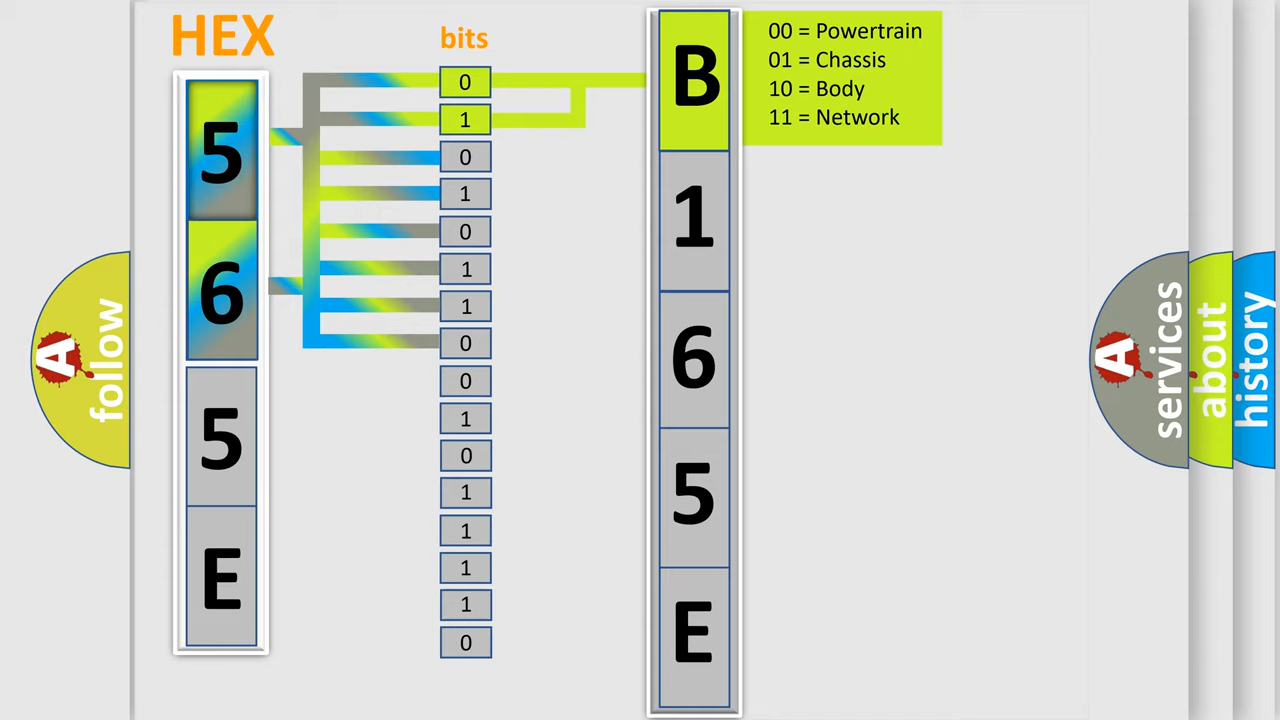 HEX
bits
5
6
5
E
0
1
0
1
0
1
1
0
0
1
0
1
1
1
1
0
B
1
6
5
E
00 = Powertrain
01 = Chassis
10 = Body
11 = Network
A
follow
A
services
about
history